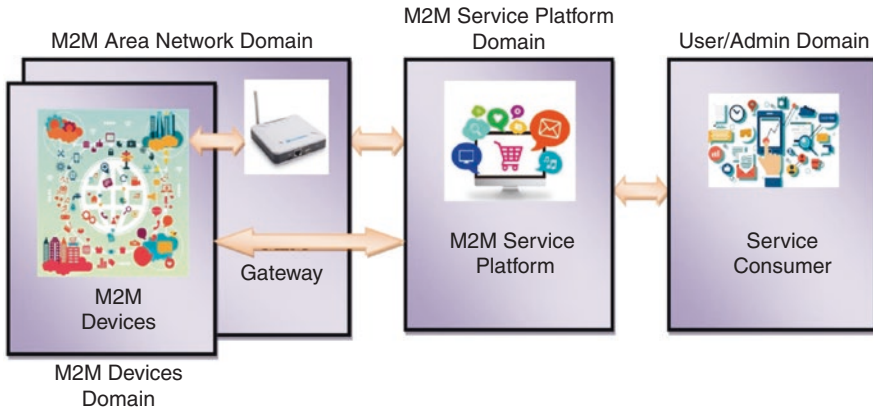 M2M Area Network Domain
M2M Service Platform
Domain
User/Admin Domain
Gateway
M2M
Devices
M2M Service
Platform
Service
Consumer
M2M Devices
Domain